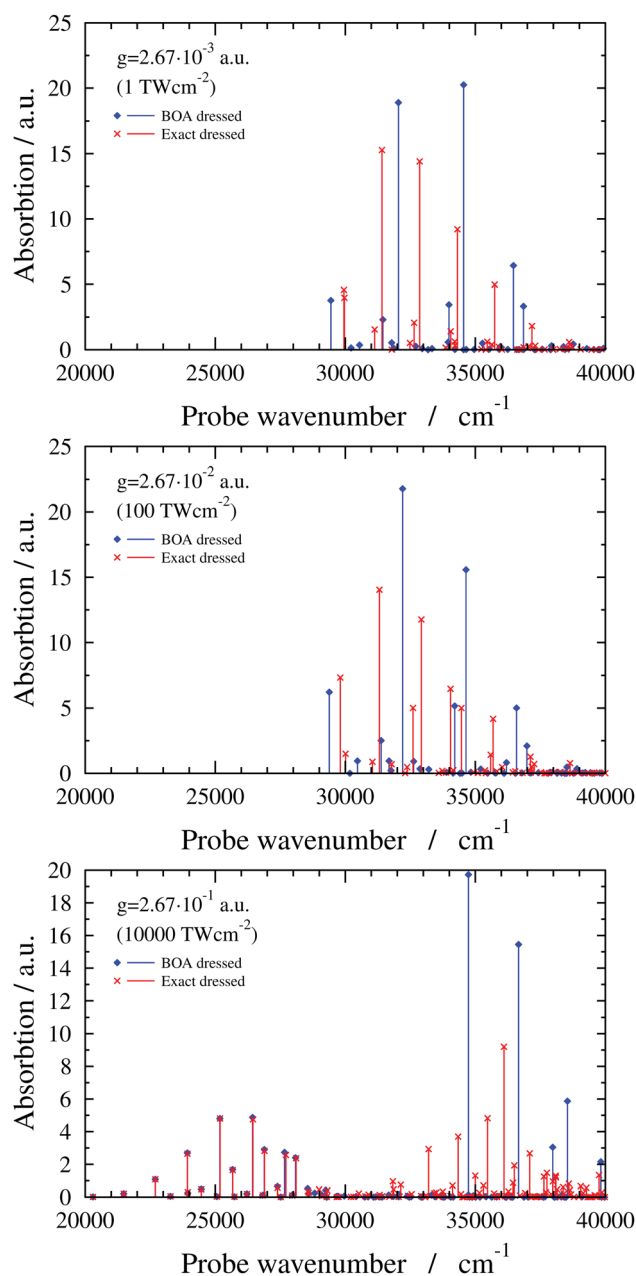 25
20
15
10
5
0
Absorbtion / a.u.
g=2.67·10⁻³ a.u.
(1 TWcm⁻²)
BOA dressed
Exact dressed
20000 25000 30000 35000 40000
Probe wavenumber / cm⁻¹
25
20
15
10
5
0
Absorbtion / a.u.
g=2.67·10⁻² a.u.
(100 TWcm⁻²)
BOA dressed
Exact dressed
20000 25000 30000 35000 40000
Probe wavenumber / cm⁻¹
20
18
16
14
12
10
8
6
4
2
0
Absorbtion / a.u.
g=2.67·10⁻¹ a.u.
(10000 TWcm⁻²)
BOA dressed
Exact dressed
20000 25000 30000 35000 40000
Probe wavenumber / cm⁻¹